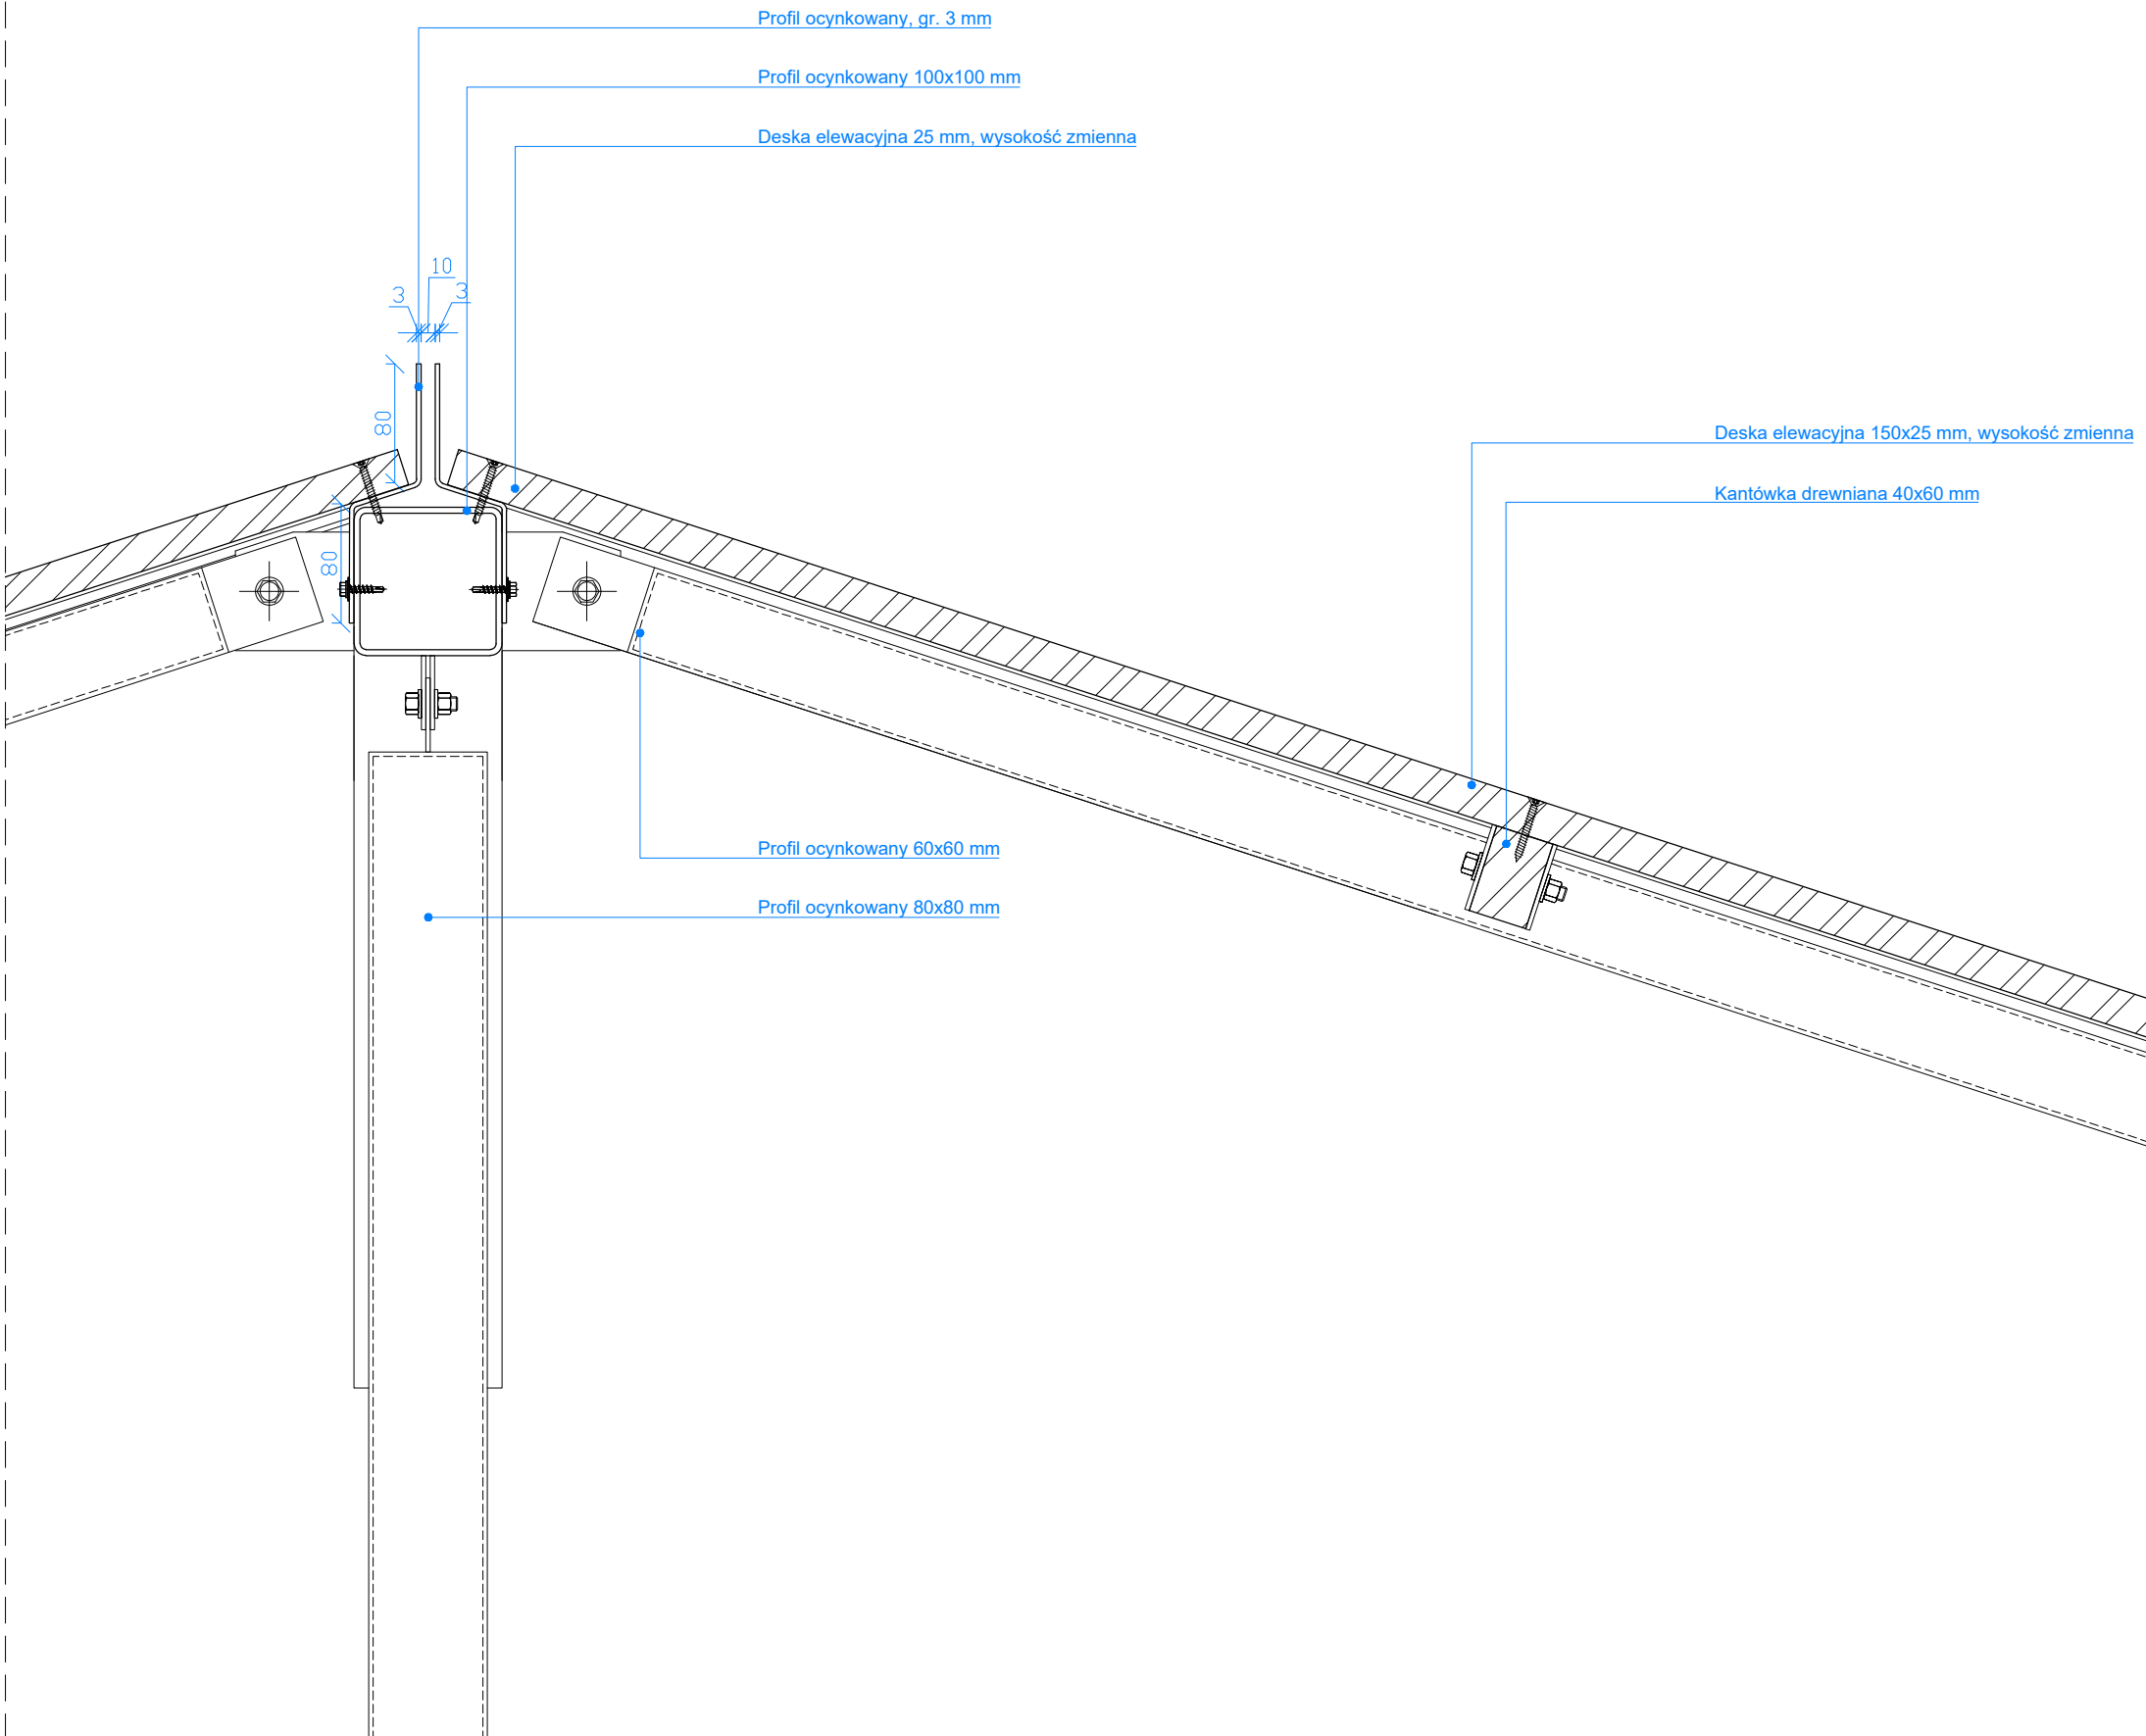 Profil ocynkowany, gr. 3 mm
Profil ocynkowany 100x100 mm
Deska elewacyjna 25 mm, wysokość zmienna
10
3
3
80
Deska elewacyjna 150x25 mm, wysokość zmienna
Kantówka drewniana 40x60 mm
80
Profil ocynkowany 60x60 mm
Profil ocynkowany 80x80 mm